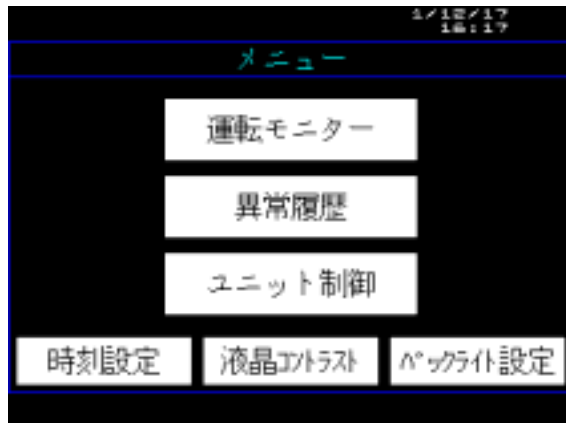 1/12/17
16:17
メニュー
運転モニター
異常履歴
ユニット制御
時刻設定
液晶ｺﾝﾄﾗｽﾄ
ﾊﾞｯｸﾗｲﾄ設定